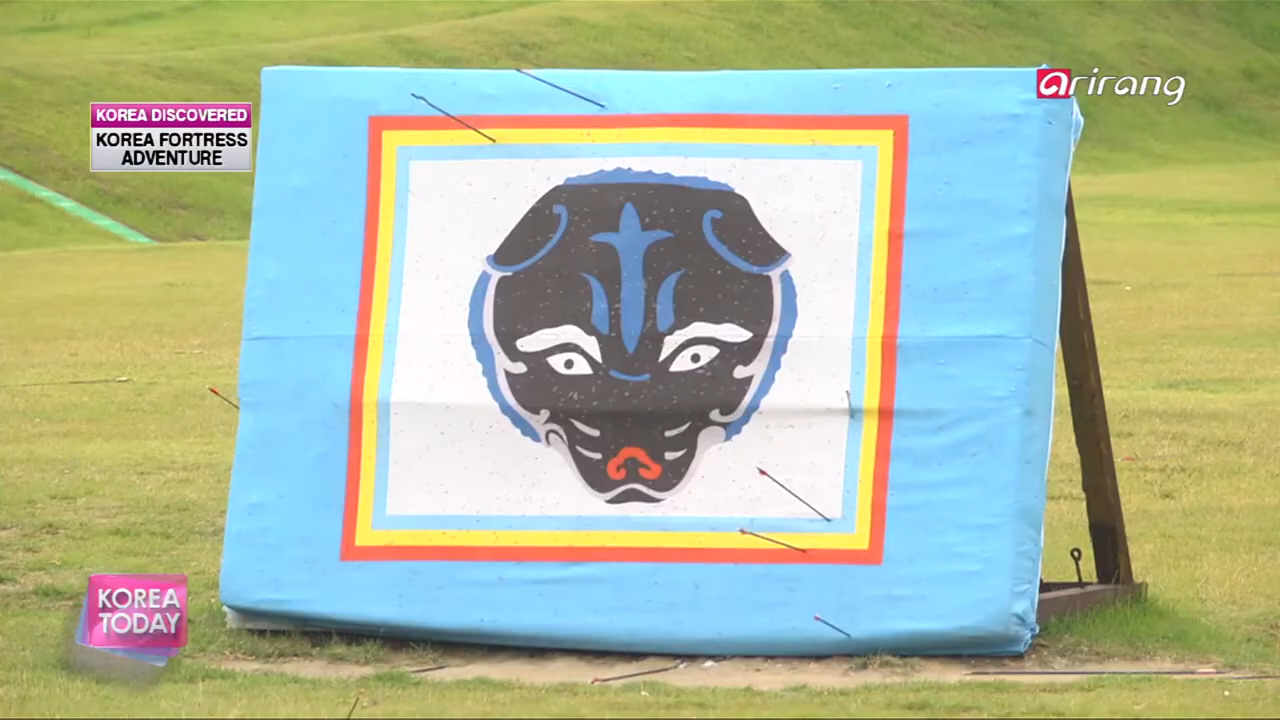 arirang
KOREA DISCOVERED
KOREA FORTRESS
ADVENTURE
KOREA
TODAY